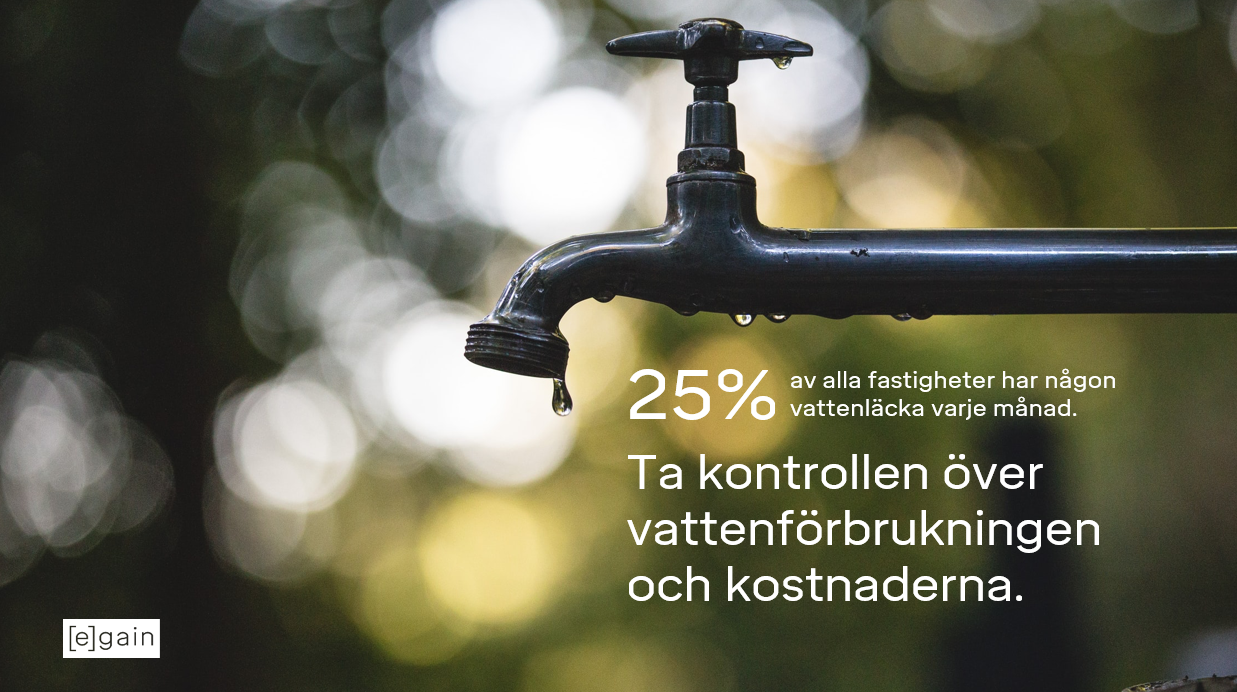 25% av alla fastigheter har någon
vattenläcka varje månad.
Ta kontrollen över
vattenförbrukningen
och kostnaderna.
[e]gain